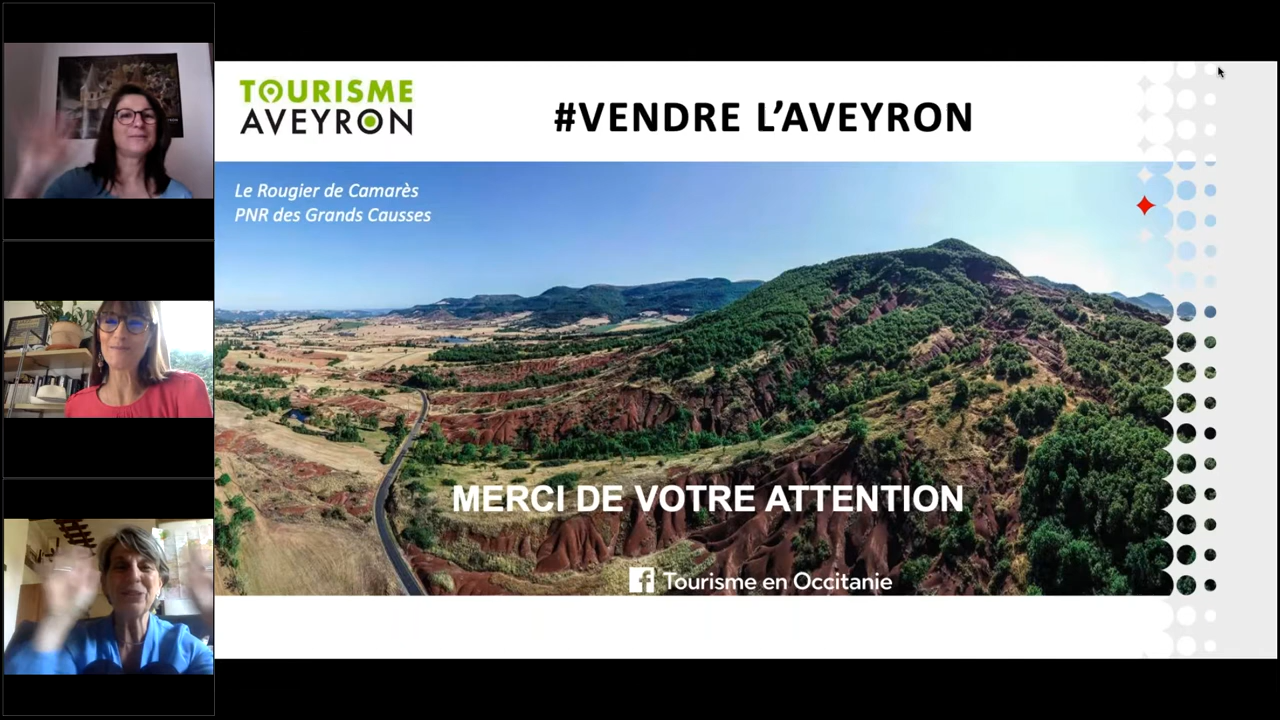 TOURISME
AVEYRON
#VENDRE L’AVEYRON
Le Rougier de Camarès
PNR des Grands Causses
MERCI DE VOTRE ATTENTION
Tourisme en Occitanie